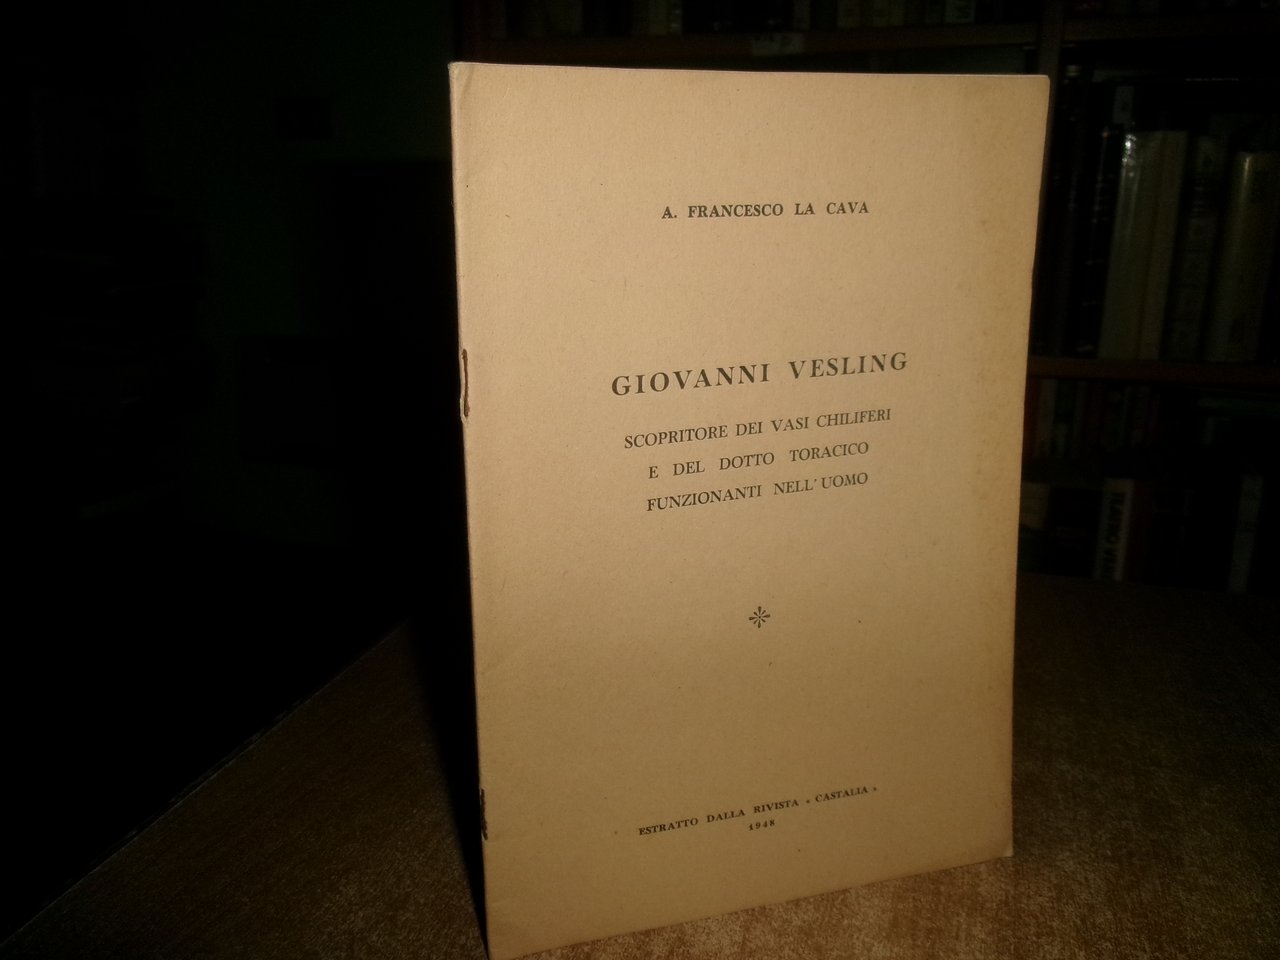 A. FRANCESCO LA CAVA
GIOVANNI VESLING
SCOPRITORE DEI VASI CHILIFERI
E DEL DOTTO TORACICO
FUNZIONANTI NELL'UOMO
ESTRATTO DALLA RIVISTA « CASTALIA »
1948